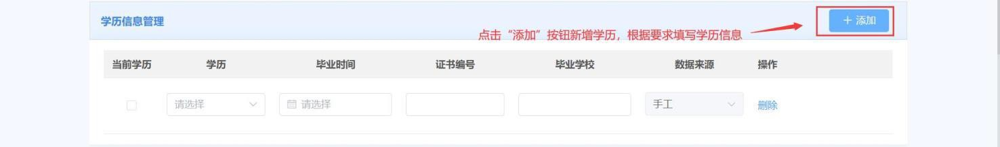 学历信息管理
+ 添加
点击“添加”按钮新增学历，根据要求填写学历信息
当前学历 学历 毕业时间 证书编号 毕业学校 数据来源 操作
请选择 请选择 手工 删除